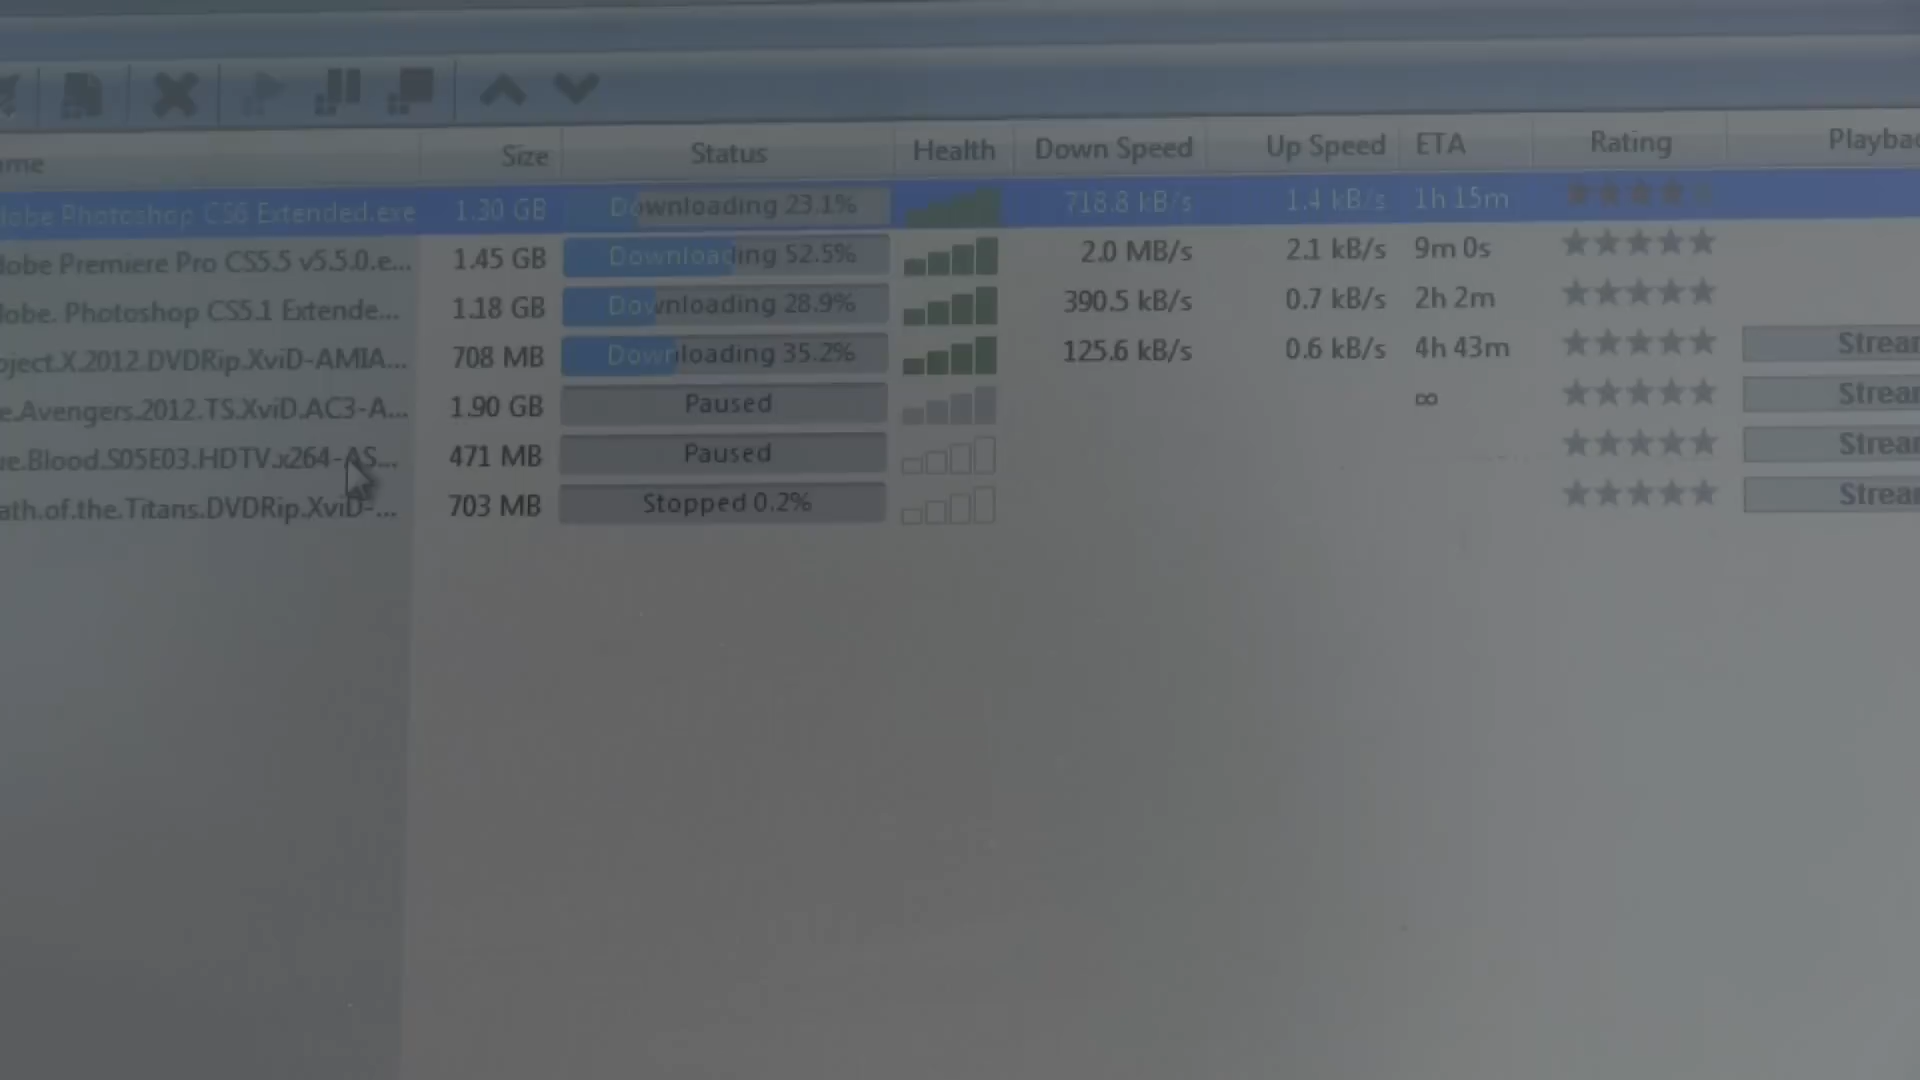 ame Size Status Health Down Speed Up Speed ETA Rating Playbac
dobe Photoshop CS6 Extended.exe 1.30 GB Downloading 23.1% 718.8 kB/s 1.4 kB/s 1h 15m
dobe Premiere Pro CS5.5 v5.5.0.e... 1.45 GB Downloading 52.5% 2.0 MB/s 2.1 kB/s 9m 0s
dobe. Photoshop CS5.1 Extende... 1.18 GB Downloading 28.9% 390.5 kB/s 0.7 kB/s 2h 2m
oject.X.2012.DVDRip.XviD-AMIA... 708 MB Downloading 35.2% 125.6 kB/s 0.6 kB/s 4h 43m Strear
e.Avengers.2012.TS.XviD.AC3-A... 1.90 GB Paused ∞ Strear
ue.Blood.S05E03.HDTV.x264-AS... 471 MB Paused Strear
ath.of.the.Titans.DVDRip.XviD-... 703 MB Stopped 0.2% Strear